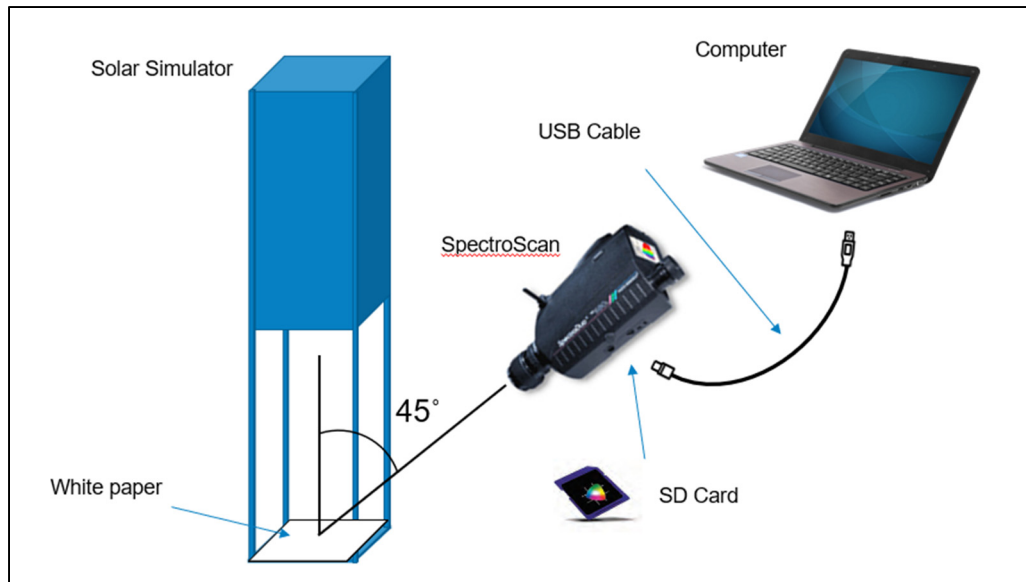 Solar Simulator
Computer
USB Cable
SpectroScan
45°
White paper
SD Card